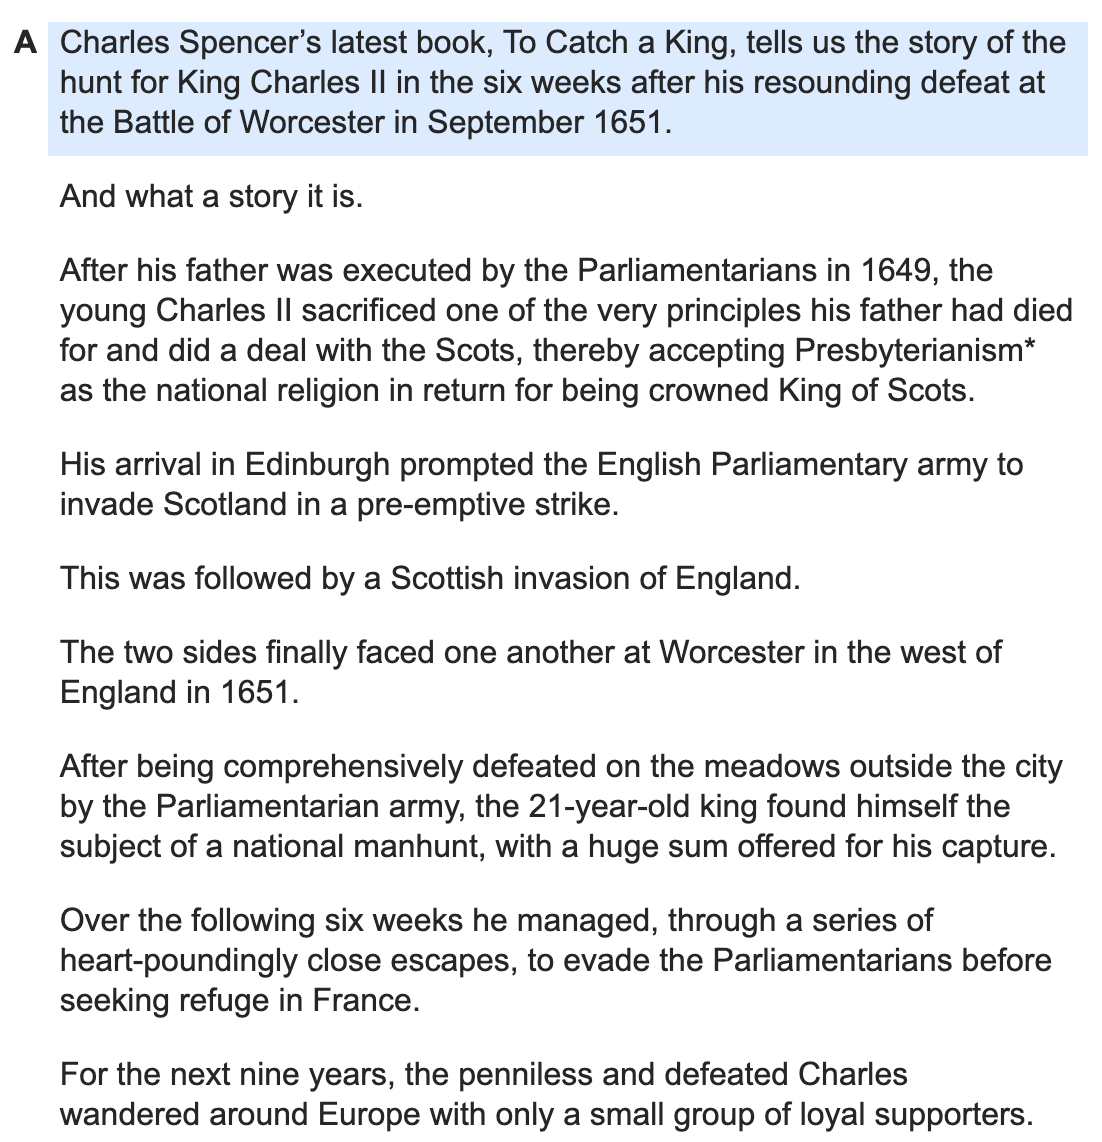 A Charles Spencer’s latest book, To Catch a King, tells us the story of the
hunt for King Charles II in the six weeks after his resounding defeat at
the Battle of Worcester in September 1651.
And what a story it is.
After his father was executed by the Parliamentarians in 1649, the
young Charles II sacrificed one of the very principles his father had died
for and did a deal with the Scots, thereby accepting Presbyterianism*
as the national religion in return for being crowned King of Scots.
His arrival in Edinburgh prompted the English Parliamentary army to
invade Scotland in a pre-emptive strike.
This was followed by a Scottish invasion of England.
The two sides finally faced one another at Worcester in the west of
England in 1651.
After being comprehensively defeated on the meadows outside the city
by the Parliamentarian army, the 21-year-old king found himself the
subject of a national manhunt, with a huge sum offered for his capture.
Over the following six weeks he managed, through a series of
heart-poundingly close escapes, to evade the Parliamentarians before
seeking refuge in France.
For the next nine years, the penniless and defeated Charles
wandered around Europe with only a small group of loyal supporters.